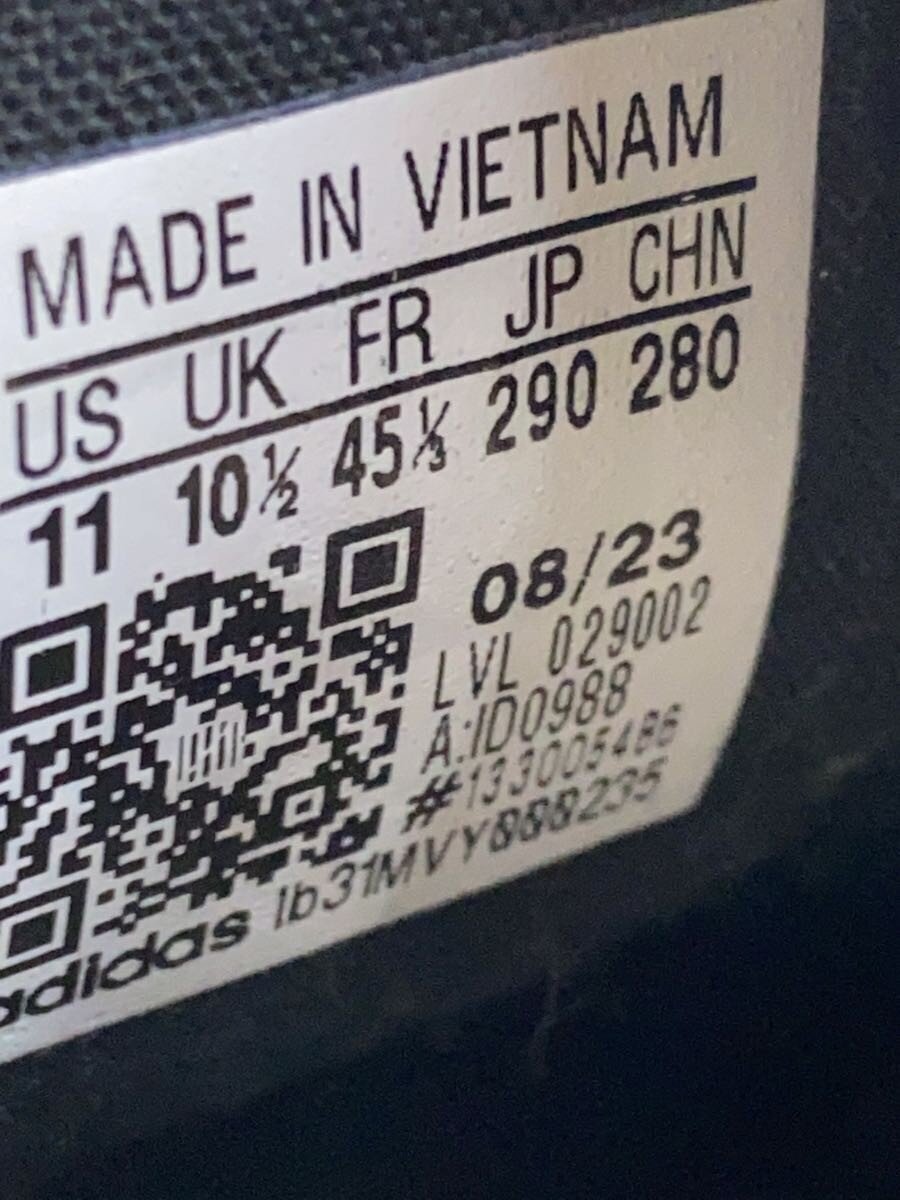 MADE IN VIETNAM
US UK FR JP CHN
11 10½ 45⅓ 290 280
08/23
LVL 029002
A:ID0988
#133005486
adidas Ib31MVY000235